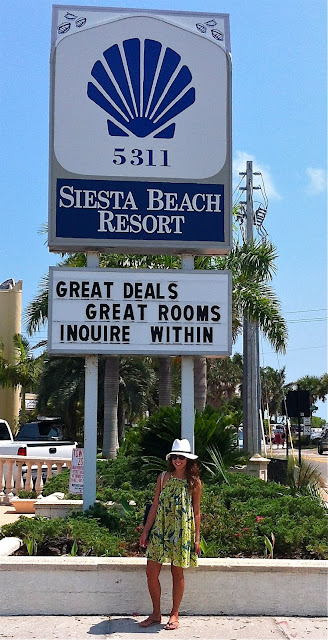 5311
SIESTA BEACH
RESORT
GREAT DEALS
GREAT ROOMS
INQUIRE WITHIN